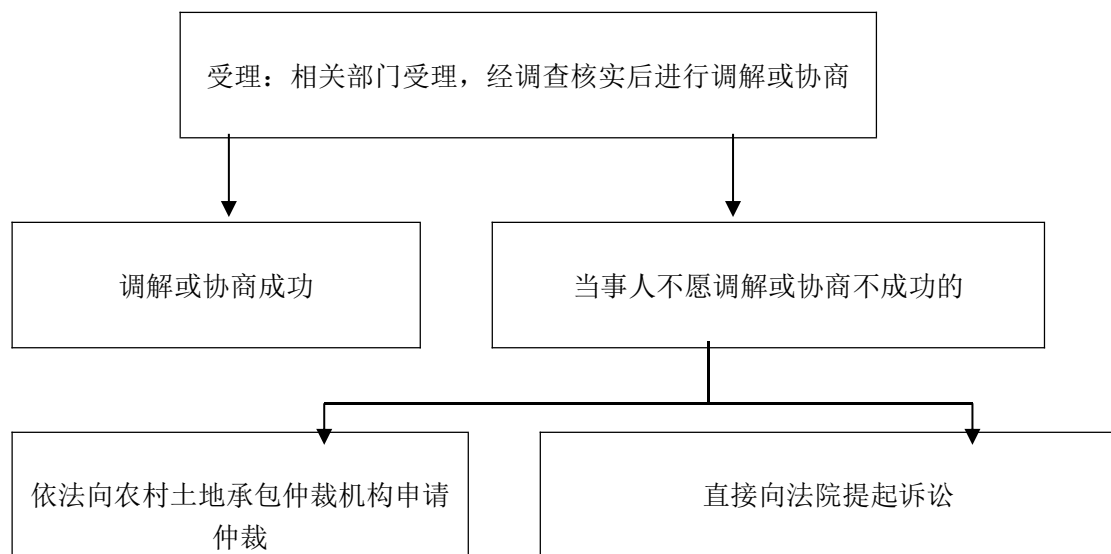 受理：相关部门受理，经调查核实后进行调解或协商
调解或协商成功
当事人不愿调解或协商不成功的
依法向农村土地承包仲裁机构申请
仲裁
直接向法院提起诉讼